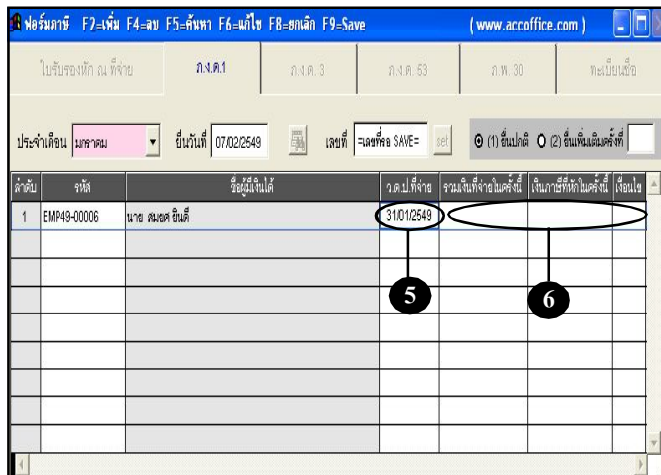 ฟอร์มภาษี F2=เพิ่ม F4=ลบ F5=ค้นหา F6=แก้ไข F8=ยกเลิก F9=Save (www.accoffice.com)
ใบรับรองหัก ณ ที่จ่าย ภ.ง.ด.1 ภ.ง.ด. 3 ภ.ง.ด. 53 ภ.พ. 30 ทะเบียนชื่อ
ประจำเดือน มกราคม ยื่นวันที่ 07/02/2549 เลขที่ =เลขที่รอ SAVE= set (1) ยื่นปกติ (2) ยื่นเพิ่มเติมครั้งที่
ลำดับ รหัส ชื่อผู้มีเงินได้ ว.ด.ป.ที่จ่าย รวมเงินที่จ่ายในครั้งนี้ เงินภาษีที่หักในครั้งนี้ เงื่อนไข
1 EMP49-00006 นาย สมยศ ยินดี 31/01/2549
5 6